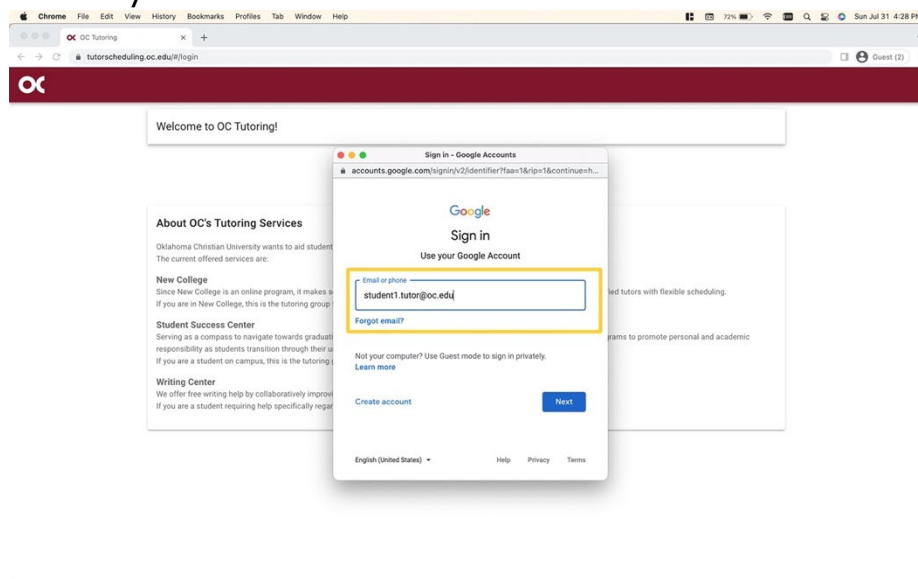 Chrome File Edit View History Bookmarks Profiles Tab Window Help 72% Sun Jul 31 4:28 PM
OC Tutoring
tutorscheduling.oc.edu/#/login Guest (2)
OC
Welcome to OC Tutoring!
Sign in - Google Accounts
accounts.google.com/signin/v2/identifier?faa=1&rip=1&continue=h...
Google
Sign in
Use your Google Account
Email or phone
student1.tutor@oc.edu
Forgot email?
Not your computer? Use Guest mode to sign in privately.
Learn more
Create account Next
English (United States) Help Privacy Terms
About OC's Tutoring Services
Oklahoma Christian University wants to aid student
The current offered services are:
New College
Since New College is an online program, it makes s ied tutors with flexible scheduling.
If you are in New College, this is the tutoring group
Student Success Center
Serving as a compass to navigate towards graduati grams to promote personal and academic
responsibility as students transition through their u
If you are a student on campus, this is the tutoring
Writing Center
We offer free writing help by collaboratively improvi
If you are a student requiring help specifically regar